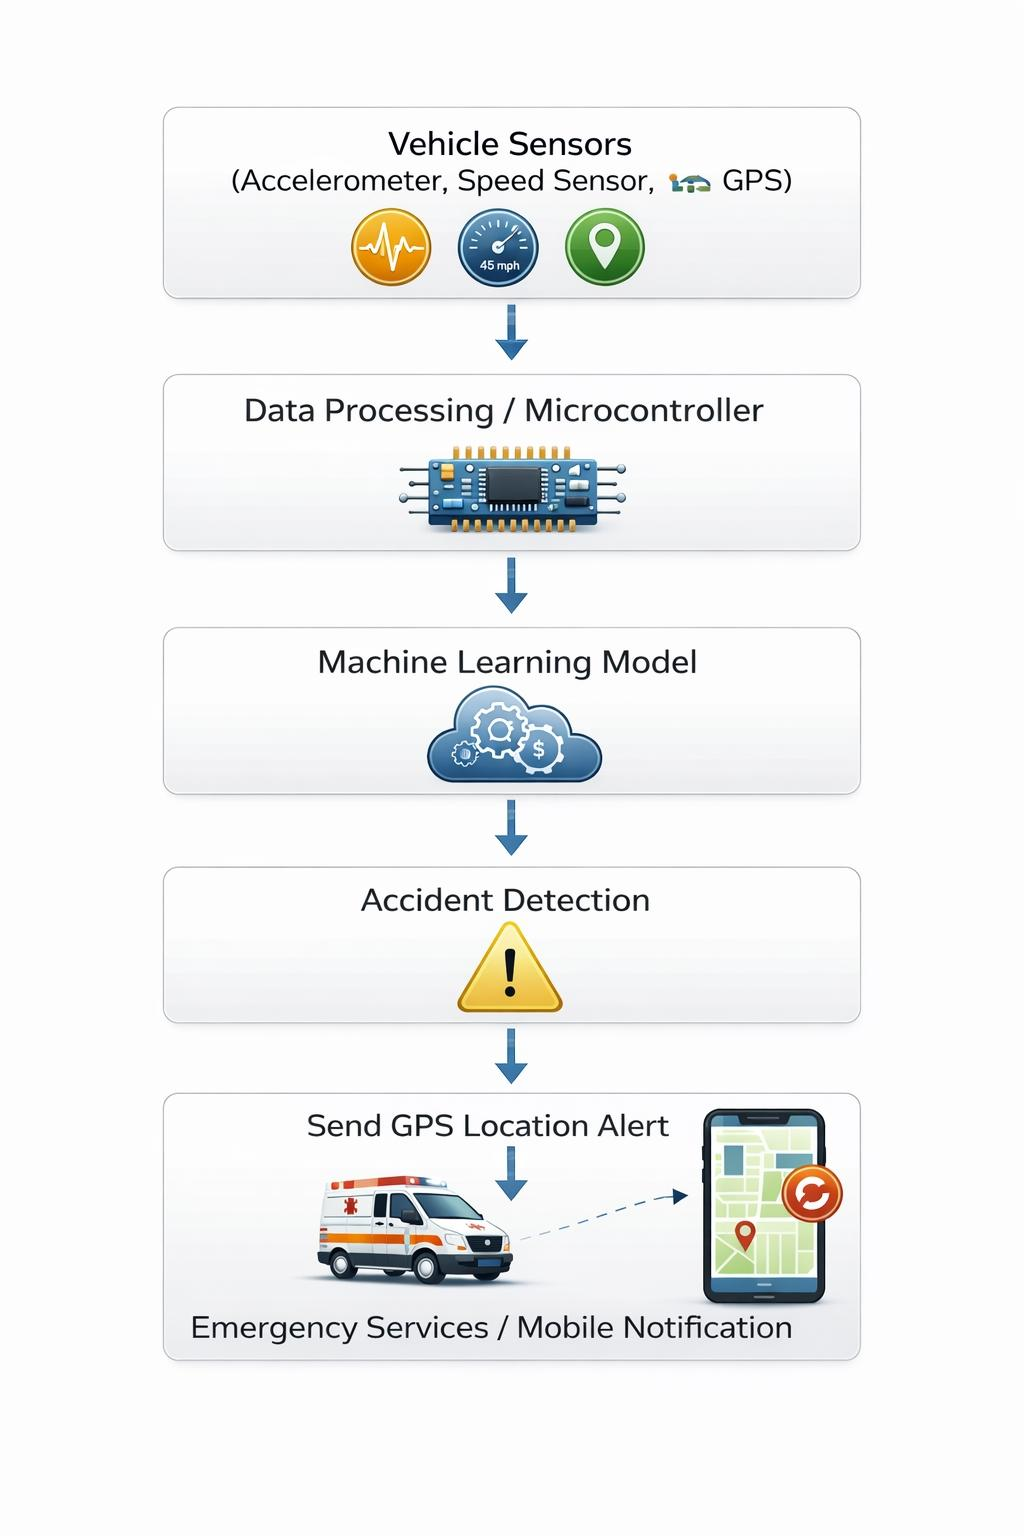 Vehicle Sensors
(Accelerometer, Speed Sensor, GPS)
45 mph
Data Processing / Microcontroller
Machine Learning Model
$
Accident Detection
!
Send GPS Location Alert
Emergency Services / Mobile Notification